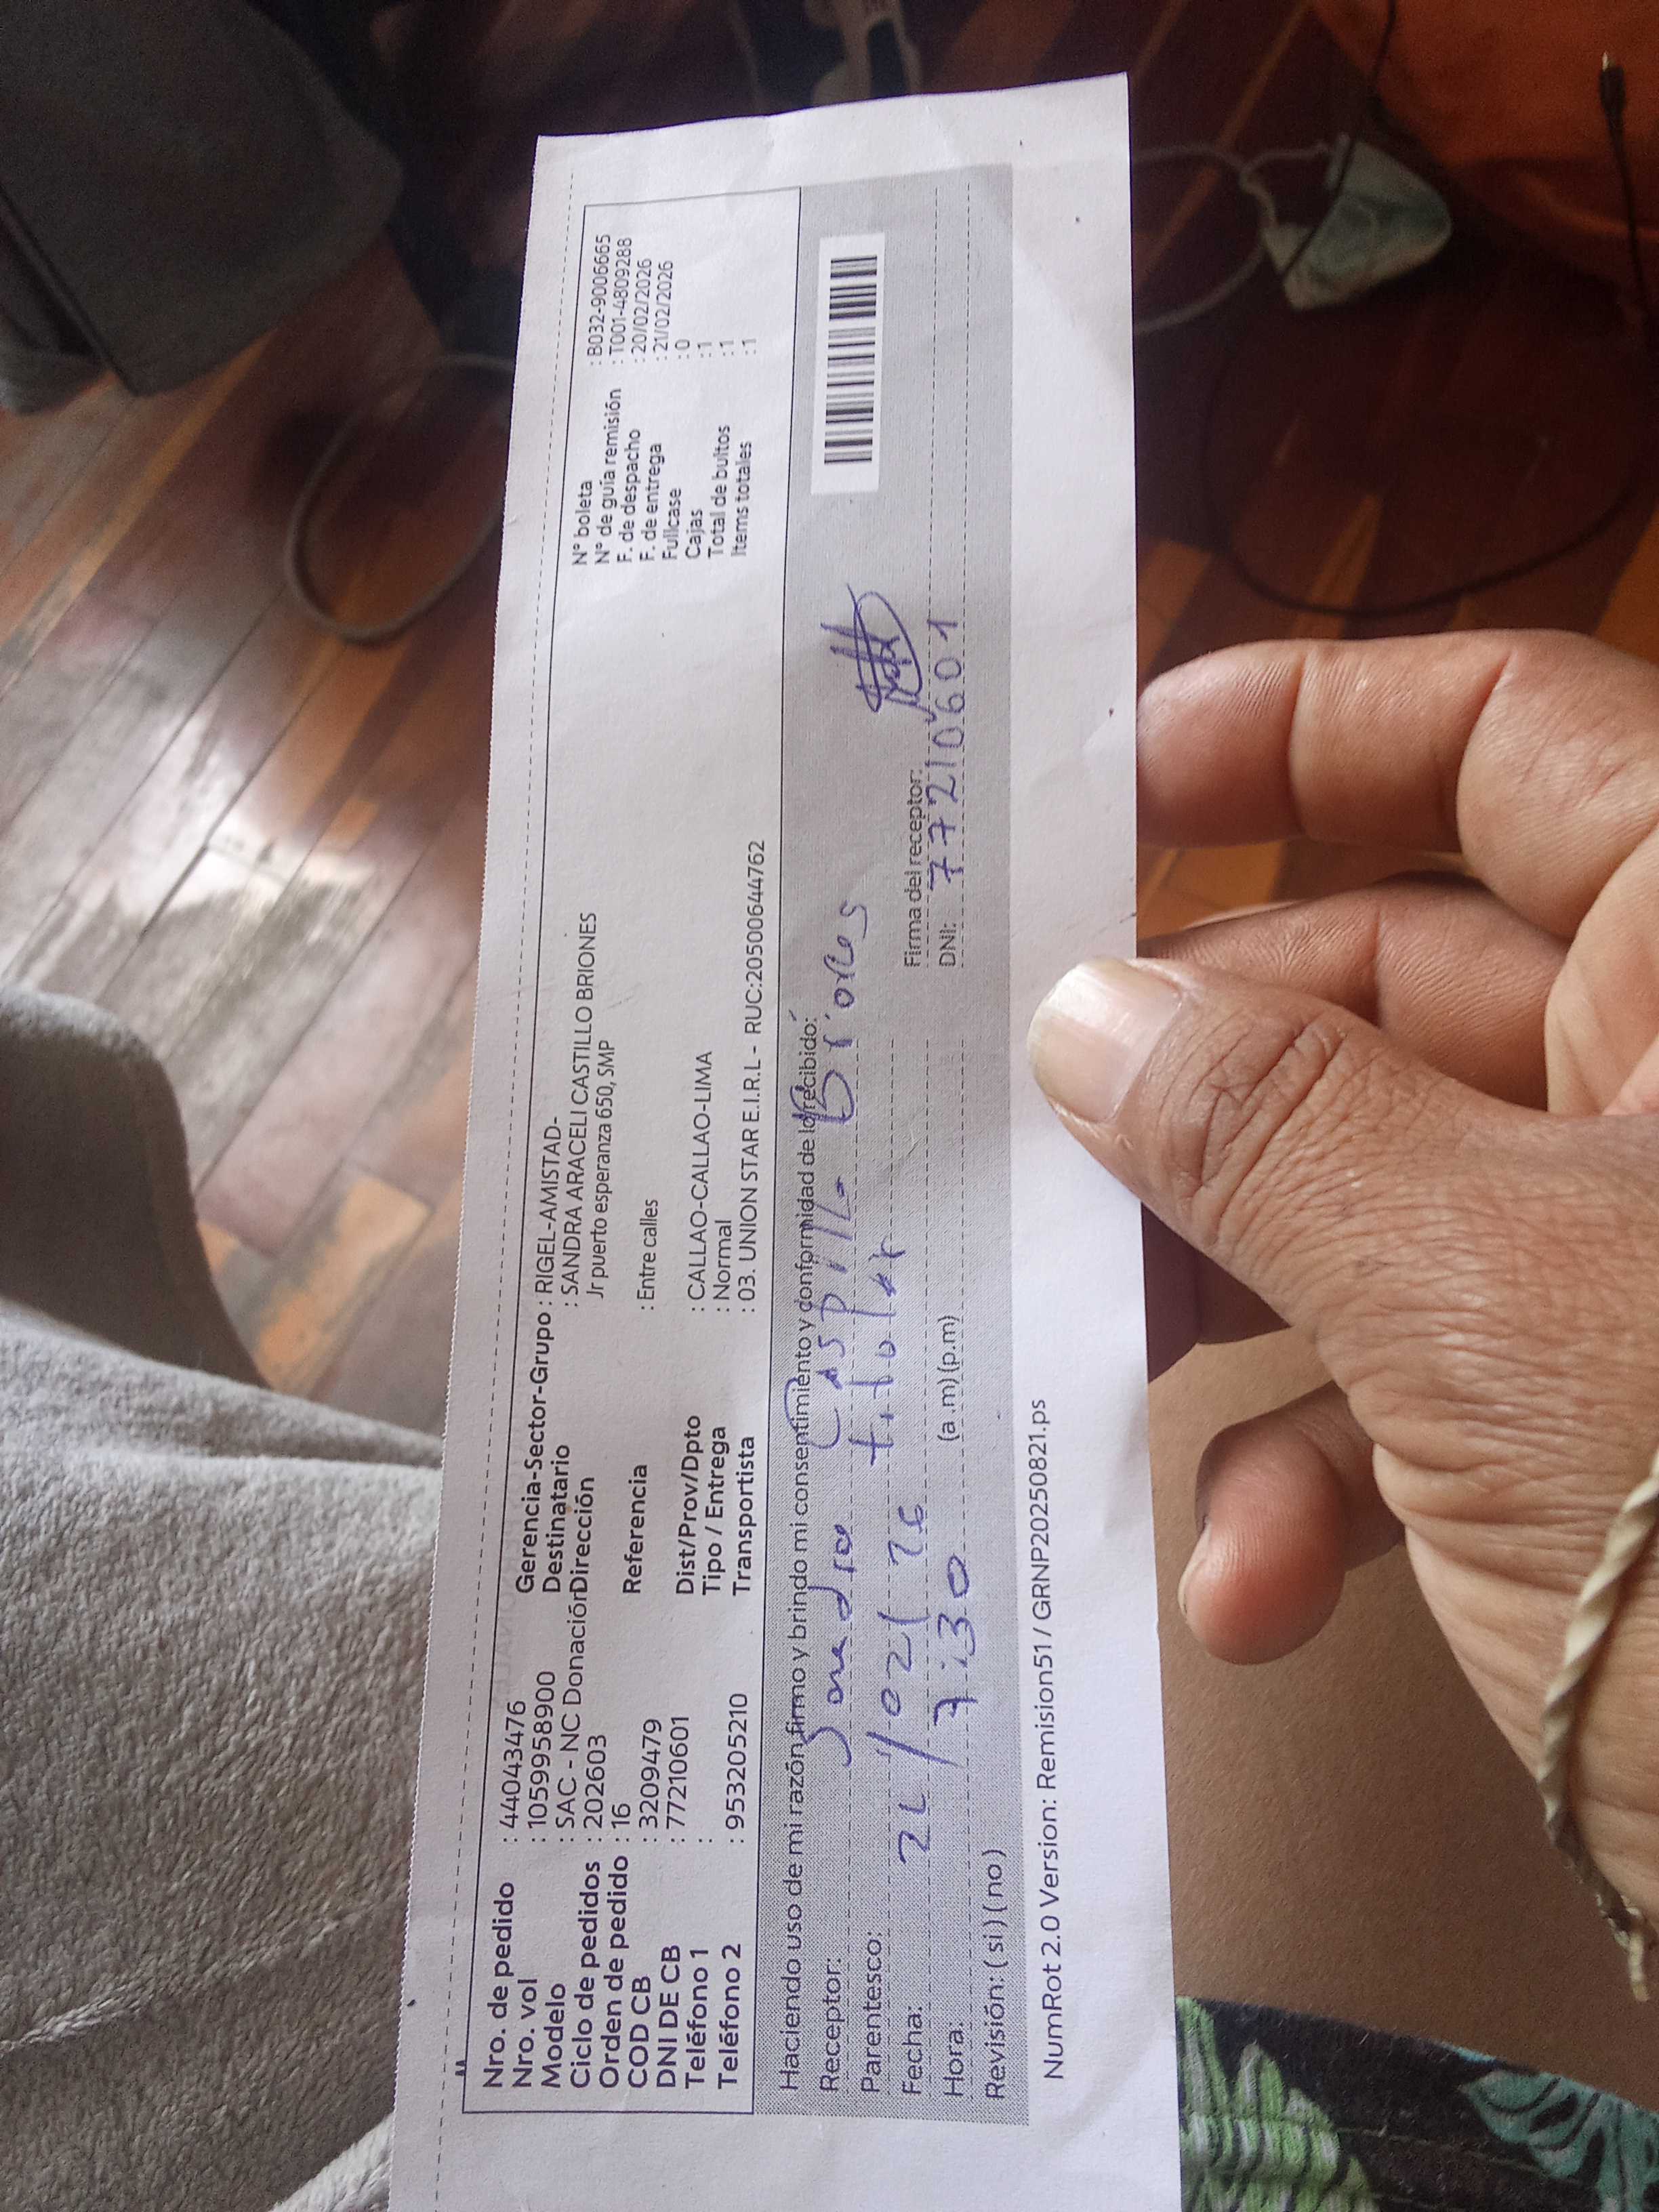 Nro. de pedido : 44043476
Nro. vol : 1059958900
Modelo : SAC - NC Donación
Ciclo de pedidos : 202603
Orden de pedido : 16
COD CB : 3209479
DNI DE CB : 77210601
Teléfono 1 :
Teléfono 2 : 953205210
Gerencia-Sector-Grupo : RIGEL-AMISTAD-
Destinatario : SANDRA ARACELI CASTILLO BRIONES
Dirección Jr puerto esperanza 650, SMP
Referencia : Entre calles
Dist/Prov/Dpto : CALLAO-CALLAO-LIMA
Tipo / Entrega : Normal
Transportista : 03. UNION STAR E.I.R.L - RUC:20500644762
N° boleta : B032-9006665
N° de guía remisión : T001-4809288
F. de despacho : 20/02/2026
F. de entrega : 21/02/2026
Fullcase : 0
Cajas : 1
Total de bultos : 1
Items totales : 1
Haciendo uso de mi razón firmo y brindo mi consentimiento y conformidad de lo recibido:
Receptor: Sandra Castillo Briones
Parentesco: titular
Fecha: 21/02/26
Firma del receptor:
Hora: 7:30 (a.m) (p.m)
DNI: 77210601
Revisión: ( si ) ( no )
NumRot 2.0 Version: Remision51 / GRNP20250821.ps